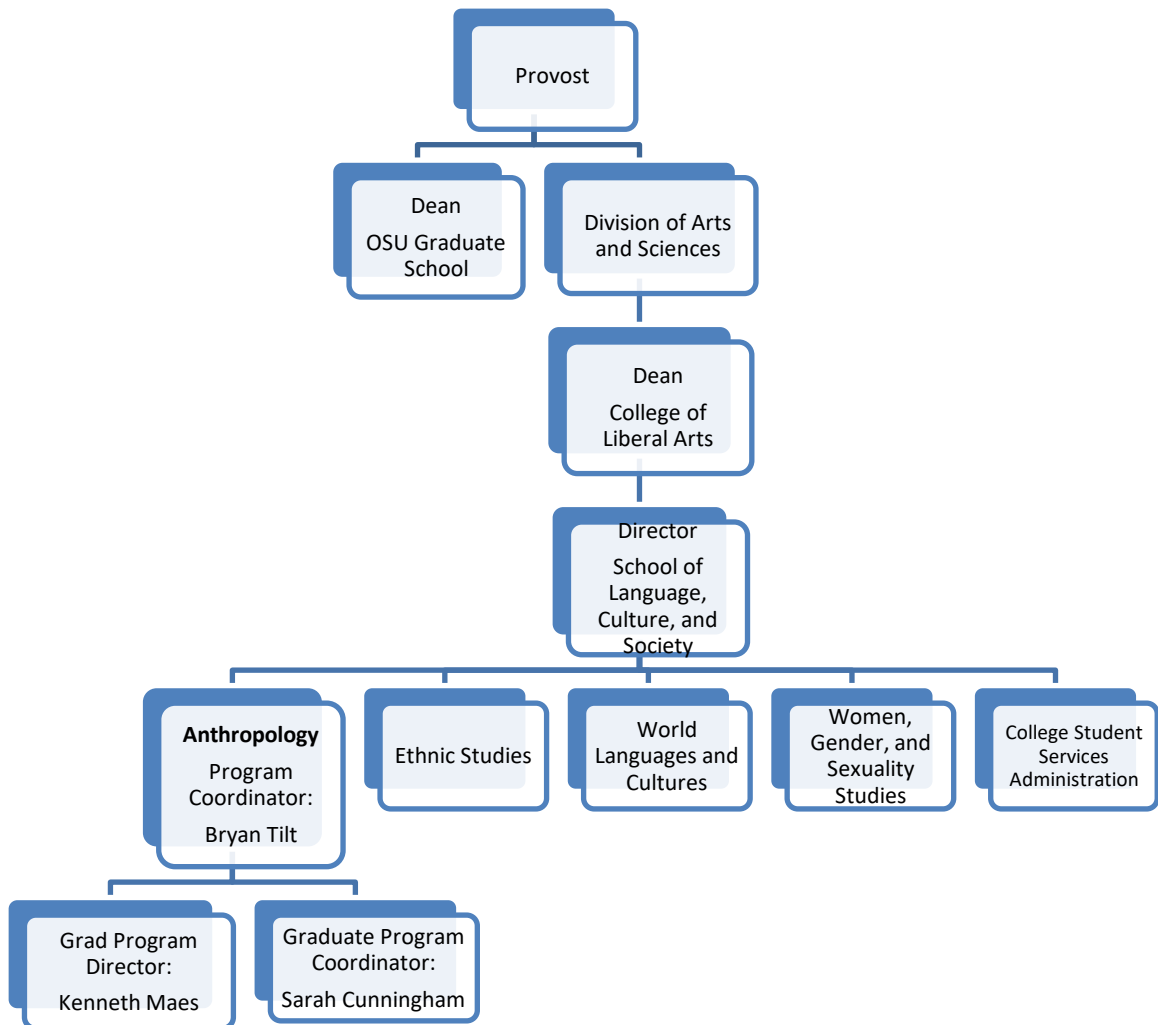 Provost
Dean
OSU Graduate
School
Division of Arts
and Sciences
Dean
College of
Liberal Arts
Director
School of
Language,
Culture, and
Society
Anthropology
Program
Coordinator:
Bryan Tilt
Ethnic Studies
World
Languages and
Cultures
Women,
Gender, and
Sexuality
Studies
College Student
Services
Administration
Grad Program
Director:
Kenneth Maes
Graduate Program
Coordinator:
Sarah Cunningham